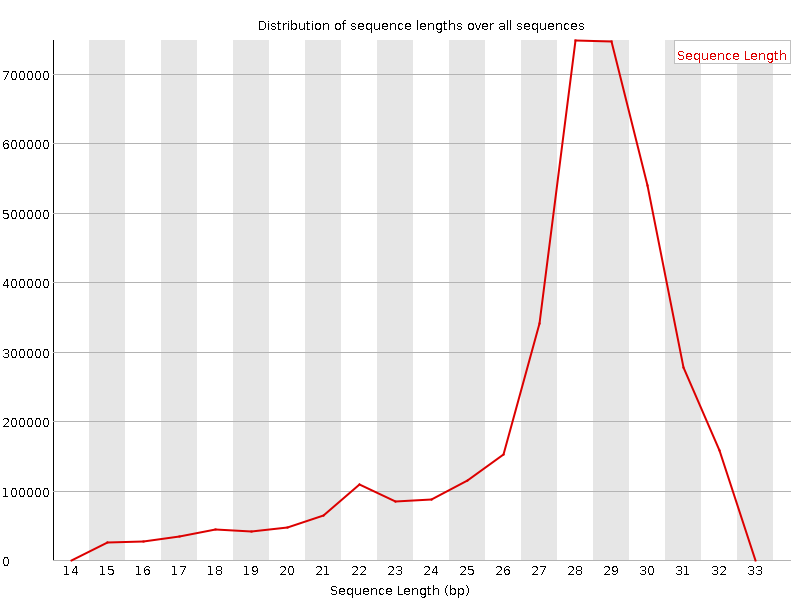 Distribution of sequence lengths over all sequences
Sequence Length
700000
600000
500000
400000
300000
200000
100000
0
14 15 16 17 18 19 20 21 22 23 24 25 26 27 28 29 30 31 32 33
Sequence Length (bp)